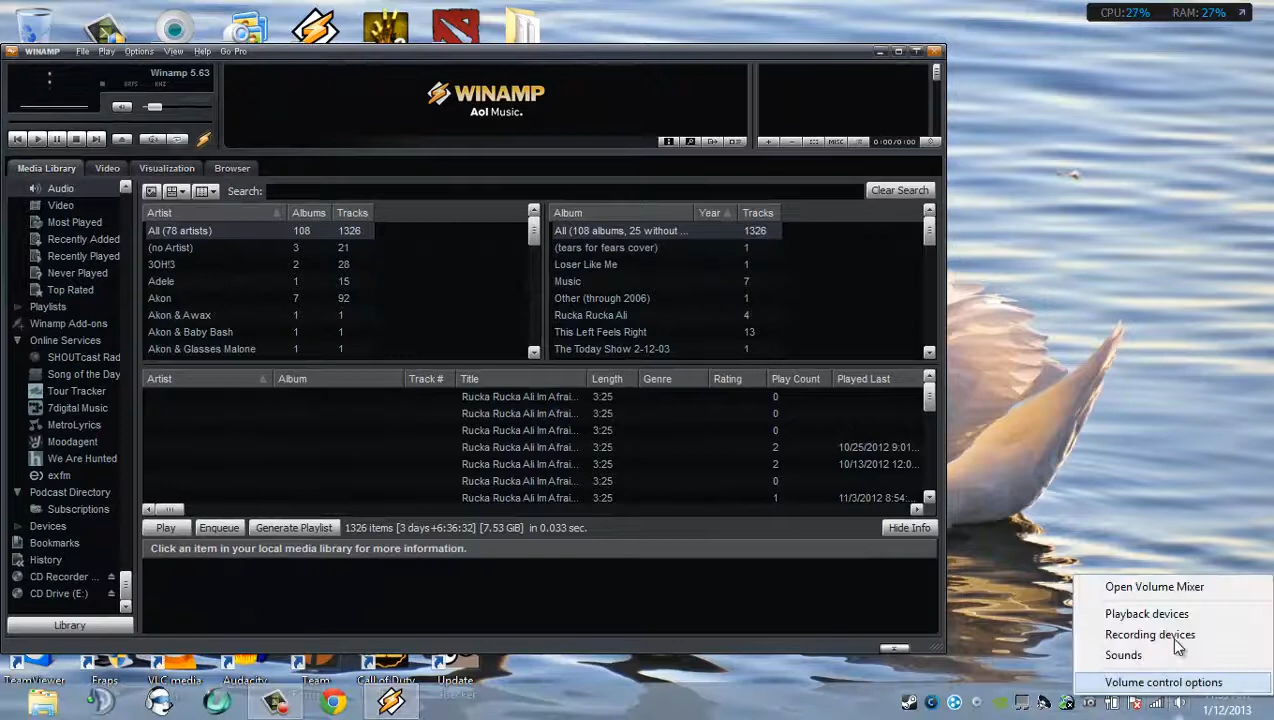 CPU:27% RAM: 27%
WINAMP File Play Options View Help Go Pro
Winamp 5.63
KBPS KHZ
WINAMP
Aol Music.
MISC 0:00/0:00
Media Library Video Visualization Browser
Audio
Video
Most Played
Recently Added
Recently Played
Never Played
Top Rated
Playlists
Winamp Add-ons
Online Services
SHOUTcast Rad
Song of the Day
Tour Tracker
7digital Music
MetroLyrics
Moodagent
We Are Hunted
exfm
Podcast Directory
Subscriptions
Devices
Bookmarks
History
CD Recorder ...
CD Drive (E:)
Library
Search: Clear Search
Artist Albums Tracks
All (78 artists) 108 1326
(no Artist) 3 21
3OH!3 2 28
Adele 1 15
Akon 7 92
Akon & Awax 1 1
Akon & Baby Bash 1 1
Akon & Glasses Malone 1 1
Album Year Tracks
All (108 albums, 25 without ... 1326
(tears for fears cover) 1
Loser Like Me 1
Music 7
Other (through 2006) 1
Rucka Rucka Ali 4
This Left Feels Right 13
The Today Show 2-12-03 1
Artist Album Track # Title Length Genre Rating Play Count Played Last
Rucka Rucka Ali Im Afrai... 3:25 0
Rucka Rucka Ali Im Afrai... 3:25 0
Rucka Rucka Ali Im Afrai... 3:25 0
Rucka Rucka Ali Im Afrai... 3:25 2 10/25/2012 9:01...
Rucka Rucka Ali Im Afrai... 3:25 2 10/13/2012 12:0...
Rucka Rucka Ali Im Afrai... 3:25 0
Rucka Rucka Ali Im Afrai... 3:25 1 11/3/2012 8:54:...
Play Enqueue Generate Playlist 1326 items [3 days+6:36:32] [7.53 GiB] in 0.033 sec. Hide Info
Click an item in your local media library for more information.
Open Volume Mixer
Playback devices
Recording devices
Sounds
Volume control options
TeamViewer Fraps VLC media Audacity Team Call of Duty Update
1/12/2013